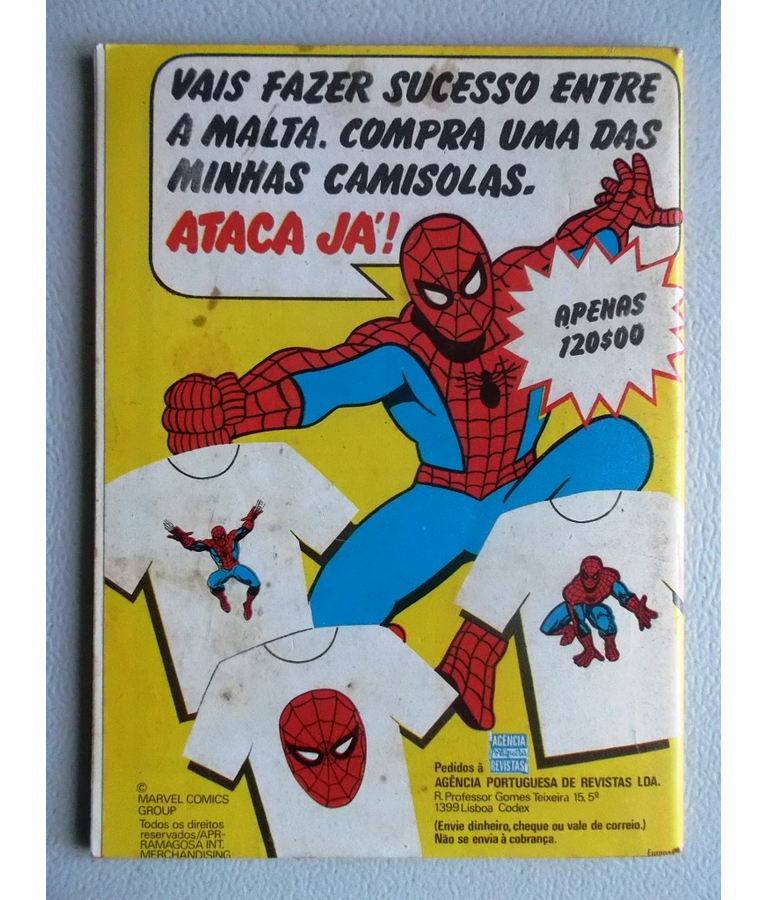 VAIS FAZER SUCESSO ENTRE
A MALTA. COMPRA UMA DAS
MINHAS CAMISOLAS.
ATACA JÁ!
APENAS
120$00
AGÊNCIA
REVISTAS
Pedidos à
AGÊNCIA PORTUGUESA DE REVISTAS LDA.
R. Professor Gomes Teixeira 15, 5º
1399 Lisboa Codex
(Envie dinheiro, cheque ou vale de correio.)
Não se envia à cobrança.
©
MARVEL COMICS
GROUP
Todos os direitos
reservados/APR-
RAMAGOSA INT.
MERCHANDISING